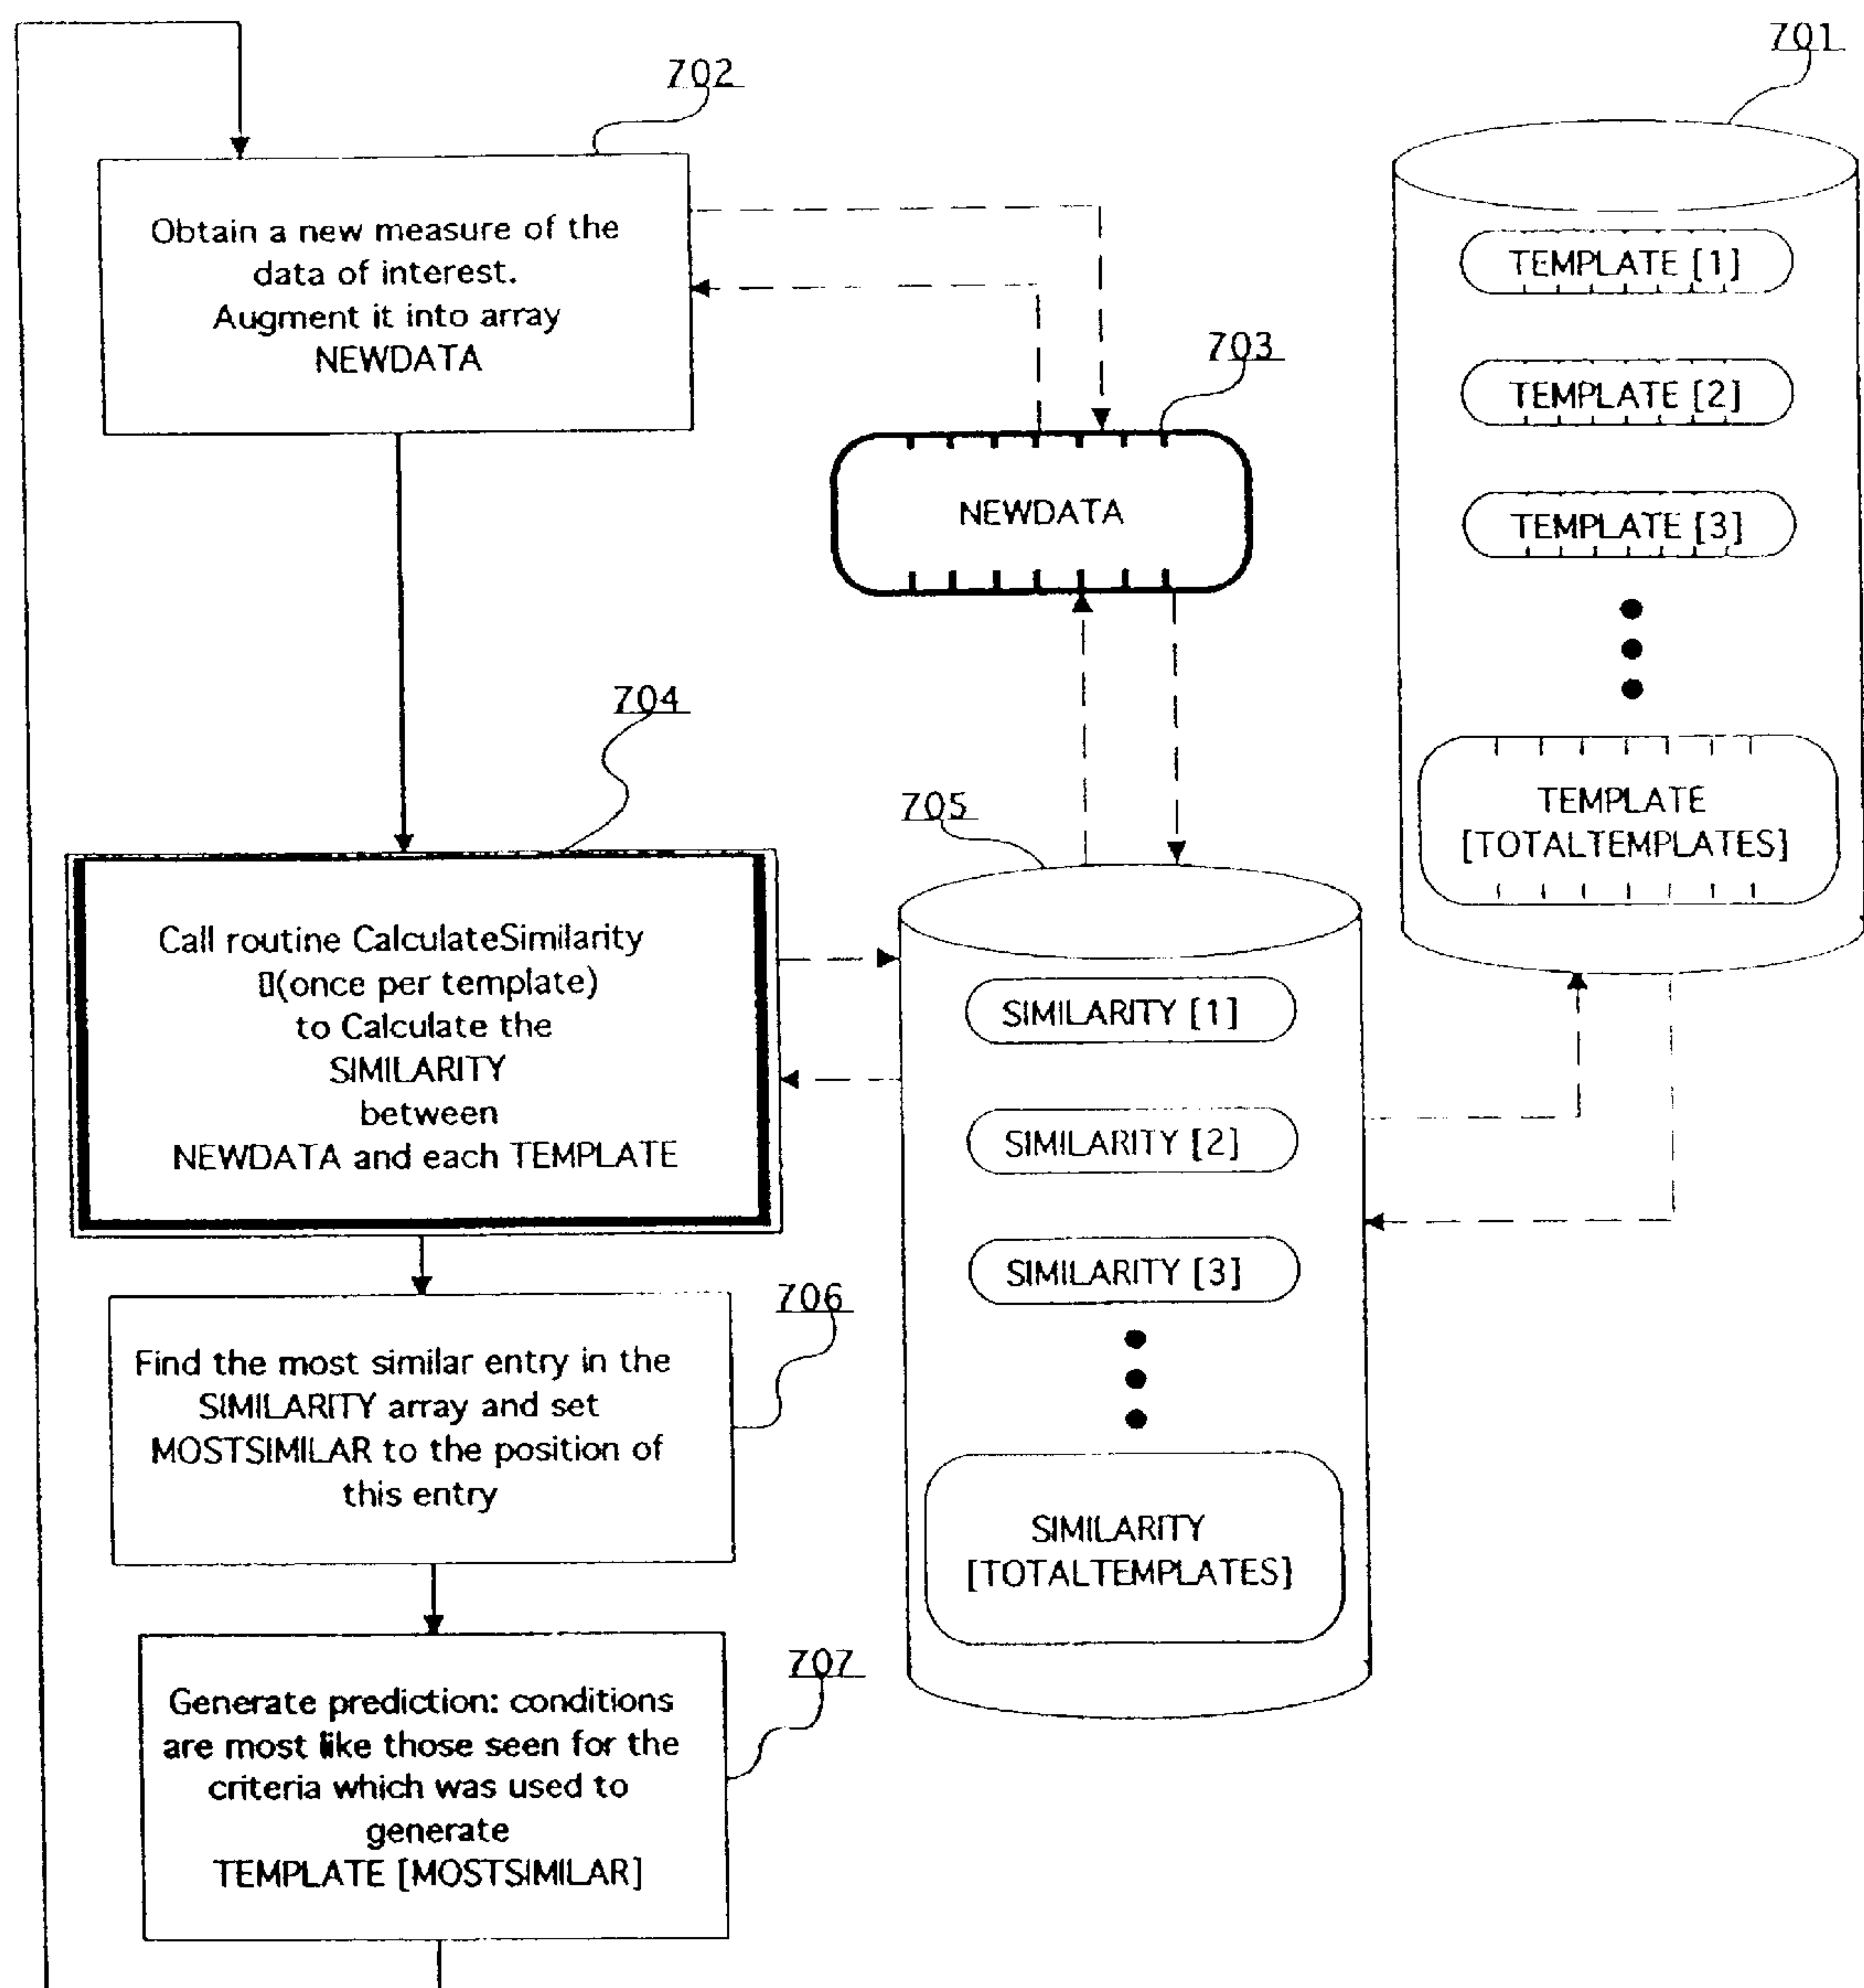 701
702
Obtain a new measure of the
data of interest.
Augment it into array
NEWDATA
TEMPLATE [1]
TEMPLATE [2]
TEMPLATE [3]
703
NEWDATA
704
705
TEMPLATE
[TOTALTEMPLATES]
Call routine CalculateSimilarity
▯(once per template)
to Calculate the
SIMILARITY
between
NEWDATA and each TEMPLATE
SIMILARITY [1]
SIMILARITY [2]
SIMILARITY [3]
706
Find the most similar entry in the
SIMILARITY array and set
MOSTSIMILAR to the position of
this entry
SIMILARITY
[TOTALTEMPLATES]
707
Generate prediction: conditions
are most like those seen for the
criteria which was used to
generate
TEMPLATE [MOSTSIMILAR]